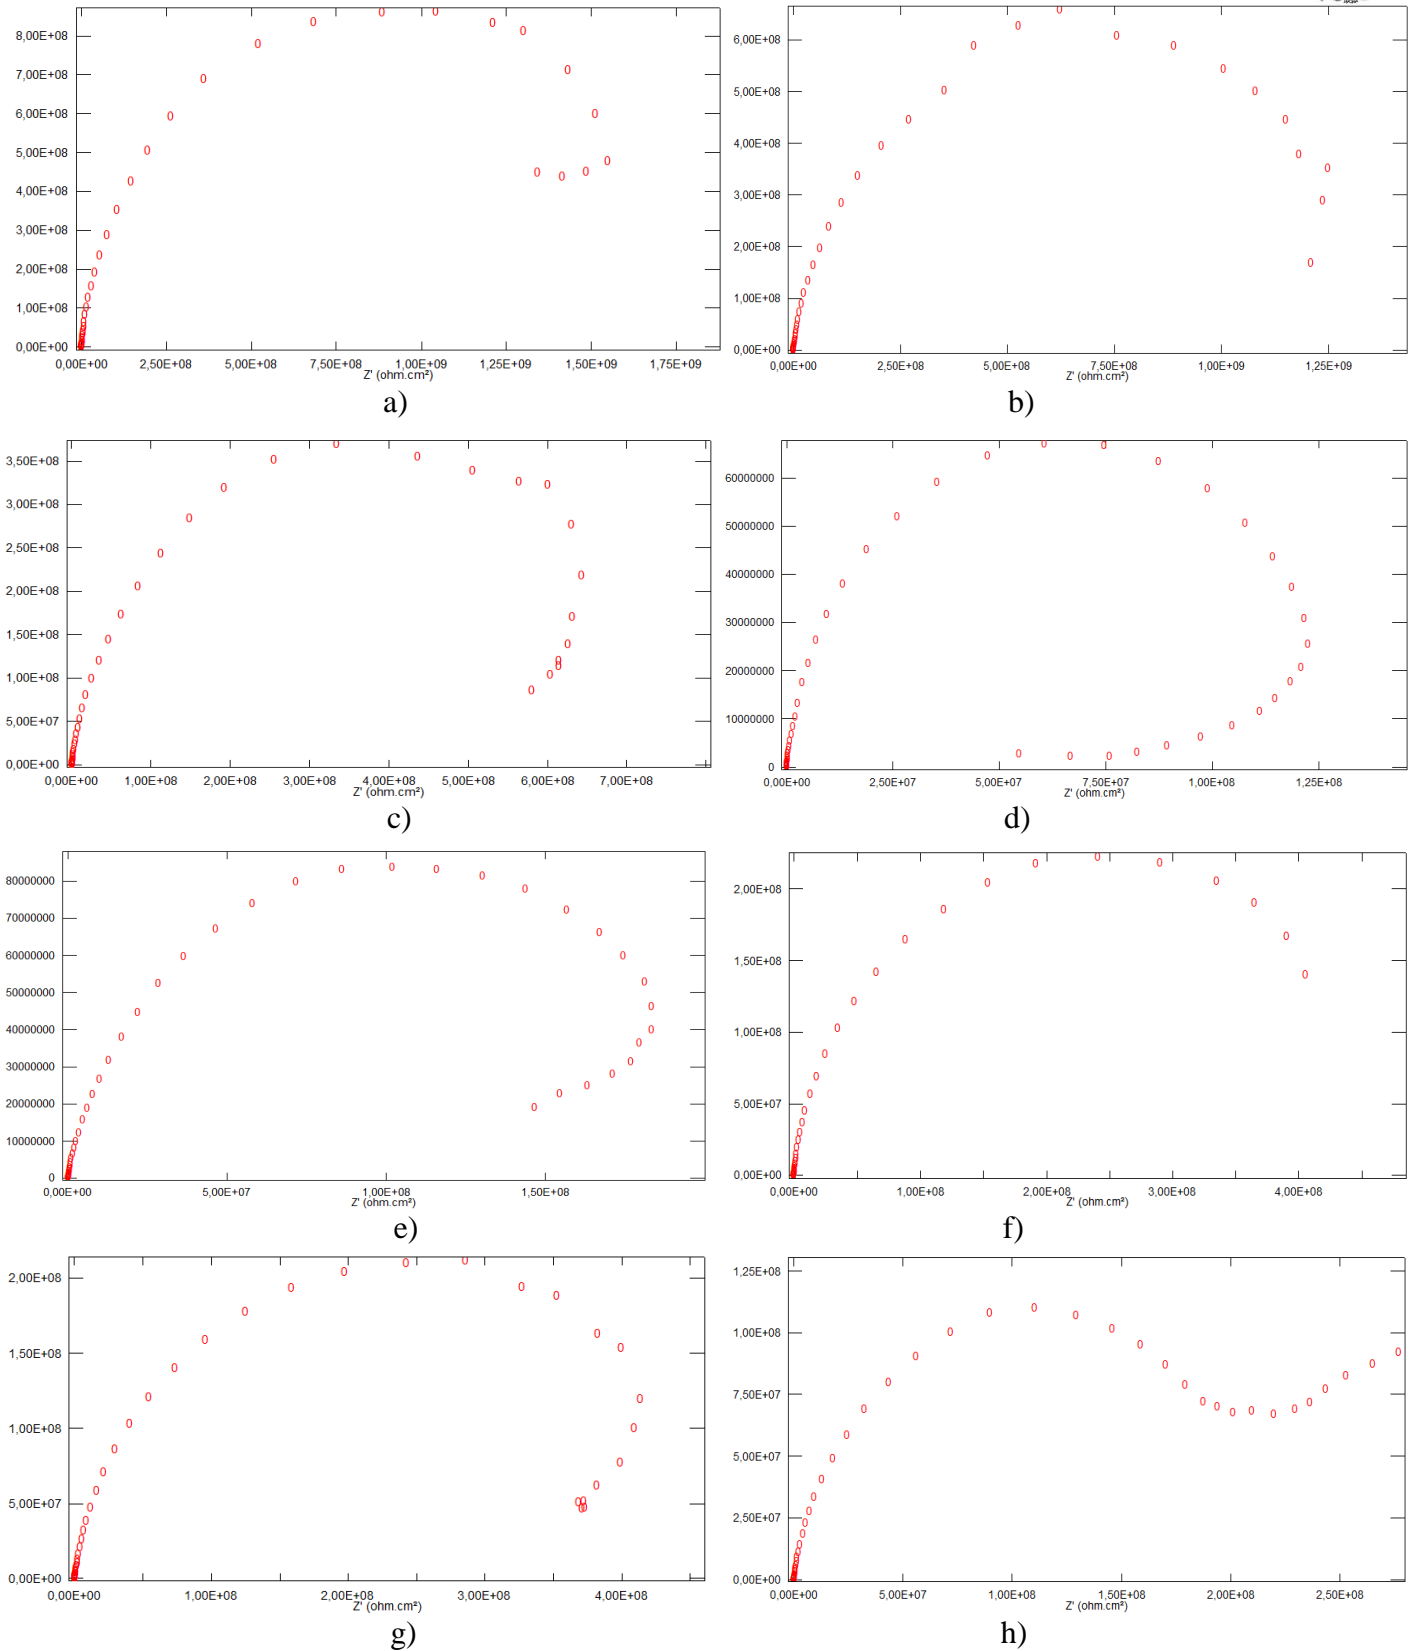 8,00E+08
7,00E+08
6,00E+08
5,00E+08
4,00E+08
3,00E+08
2,00E+08
1,00E+08
0,00E+00
0,00E+00 2,50E+08 5,00E+08 7,50E+08 1,00E+09 1,25E+09 1,50E+09 1,75E+09
Z' (ohm.cm²)
a)
6,00E+08
5,00E+08
4,00E+08
3,00E+08
2,00E+08
1,00E+08
0,00E+00
0,00E+00 2,50E+08 5,00E+08 7,50E+08 1,00E+09 1,25E+09
Z' (ohm.cm²)
b)
3,50E+08
3,00E+08
2,50E+08
2,00E+08
1,50E+08
1,00E+08
5,00E+07
0,00E+00
0,00E+00 1,00E+08 2,00E+08 3,00E+08 4,00E+08 5,00E+08 6,00E+08 7,00E+08
Z' (ohm.cm²)
c)
60000000
50000000
40000000
30000000
20000000
10000000
0
0,00E+00 2,50E+07 5,00E+07 7,50E+07 1,00E+08 1,25E+08
Z' (ohm.cm²)
d)
80000000
70000000
60000000
50000000
40000000
30000000
20000000
10000000
0
0,00E+00 5,00E+07 1,00E+08 1,50E+08
Z' (ohm.cm²)
e)
2,00E+08
1,50E+08
1,00E+08
5,00E+07
0,00E+00
0,00E+00 1,00E+08 2,00E+08 3,00E+08 4,00E+08
Z' (ohm.cm²)
f)
2,00E+08
1,50E+08
1,00E+08
5,00E+07
0,00E+00
0,00E+00 1,00E+08 2,00E+08 3,00E+08 4,00E+08
Z' (ohm.cm²)
g)
1,25E+08
1,00E+08
7,50E+07
5,00E+07
2,50E+07
0,00E+00
0,00E+00 5,00E+07 1,00E+08 1,50E+08 2,00E+08 2,50E+08
Z' (ohm.cm²)
h)